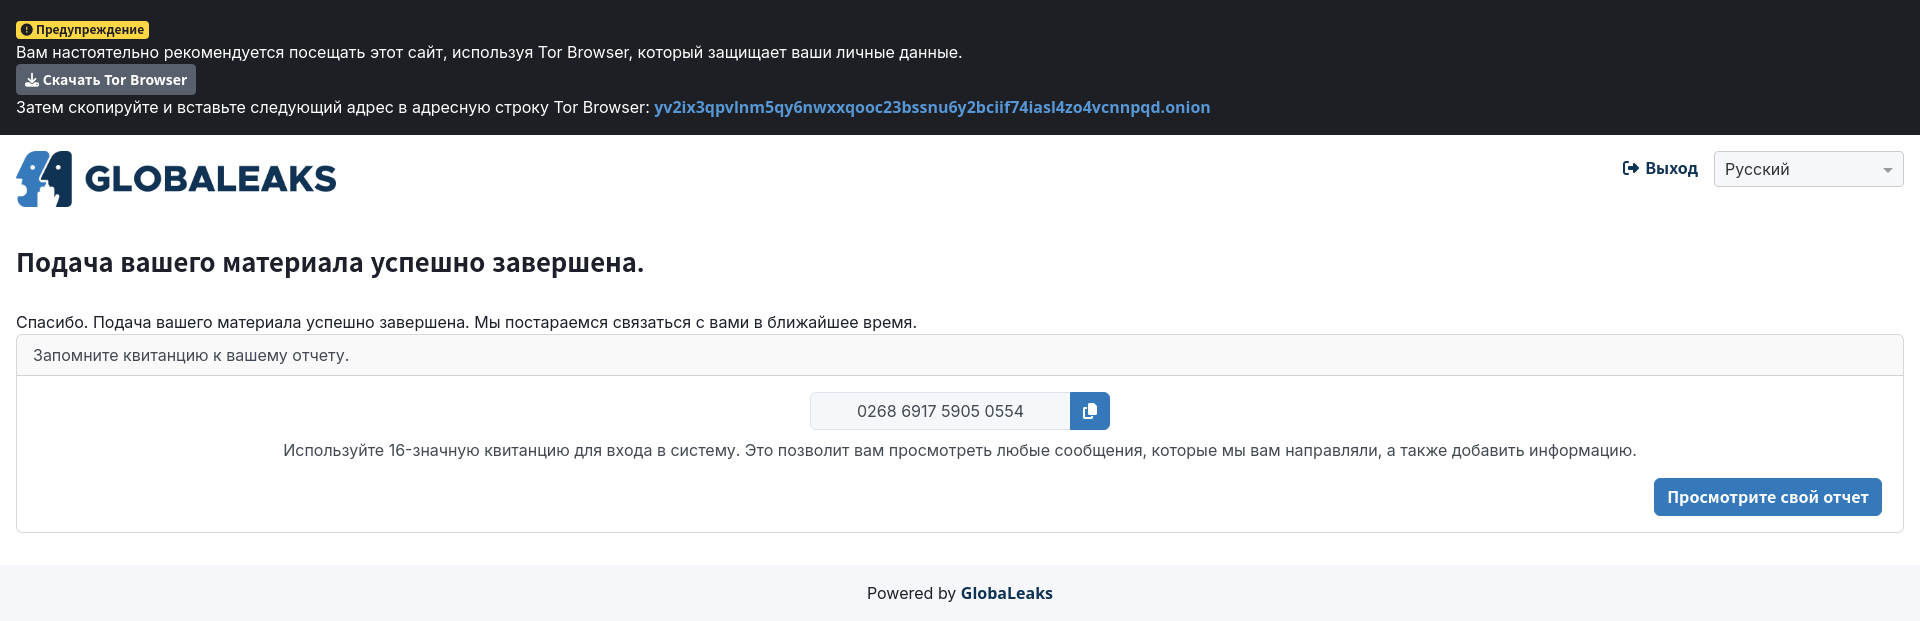 Предупреждение
Вам настоятельно рекомендуется посещать этот сайт, используя Tor Browser, который защищает ваши личные данные.
Скачать Tor Browser
Затем скопируйте и вставьте следующий адрес в адресную строку Tor Browser: yv2ix3qpvlnm5qy6nwxxqooc23bssnu6y2bciif74iasl4zo4vcnnpqd.onion
GLOBALEAKS
Выход
Русский
Подача вашего материала успешно завершена.
Спасибо. Подача вашего материала успешно завершена. Мы постараемся связаться с вами в ближайшее время.
Запомните квитанцию к вашему отчету.
0268 6917 5905 0554
Используйте 16-значную квитанцию для входа в систему. Это позволит вам просмотреть любые сообщения, которые мы вам направляли, а также добавить информацию.
Просмотрите свой отчет
Powered by GlobaLeaks